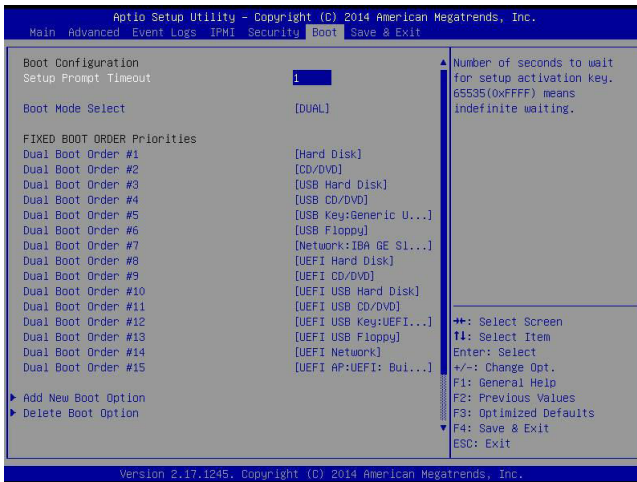 Aptio Setup Utility – Copyright (C) 2014 American Megatrends, Inc.
Main Advanced Event Logs IPMI Security Boot Save & Exit
Boot Configuration
Setup Prompt Timeout 1
Boot Mode Select [DUAL]
FIXED BOOT ORDER Priorities
Dual Boot Order #1 [Hard Disk]
Dual Boot Order #2 [CD/DVD]
Dual Boot Order #3 [USB Hard Disk]
Dual Boot Order #4 [USB CD/DVD]
Dual Boot Order #5 [USB Key:Generic U...]
Dual Boot Order #6 [USB Floppy]
Dual Boot Order #7 [Network:IBA GE Sl...]
Dual Boot Order #8 [UEFI Hard Disk]
Dual Boot Order #9 [UEFI CD/DVD]
Dual Boot Order #10 [UEFI USB Hard Disk]
Dual Boot Order #11 [UEFI USB CD/DVD]
Dual Boot Order #12 [UEFI USB Key:UEFI...]
Dual Boot Order #13 [UEFI USB Floppy]
Dual Boot Order #14 [UEFI Network]
Dual Boot Order #15 [UEFI AP:UEFI: Bui...]
Add New Boot Option
Delete Boot Option
Number of seconds to wait
for setup activation key.
65535(0xFFFF) means
indefinite waiting.
→←: Select Screen
↑↓: Select Item
Enter: Select
+/-: Change Opt.
F1: General Help
F2: Previous Values
F3: Optimized Defaults
F4: Save & Exit
ESC: Exit
Version 2.17.1245. Copyright (C) 2014 American Megatrends, Inc.